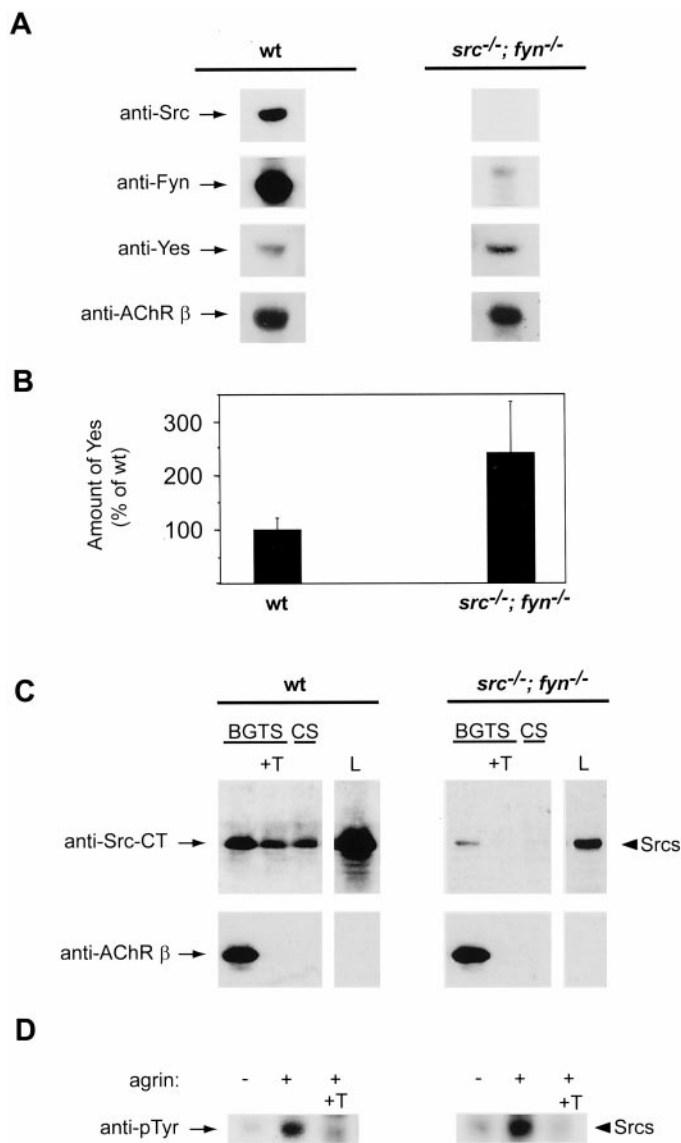 A
wt src-/-; fyn-/-
anti-Src
anti-Fyn
anti-Yes
anti-AChR β
B
Amount of Yes
(% of wt)
300
200
100
wt src-/-; fyn-/-
C
wt src-/-; fyn-/-
BGTS CS BGTS CS
+T L +T L
anti-Src-CT Srcs
anti-AChR β
D
agrin: - + + - + +
+T +T
anti-pTyr Srcs